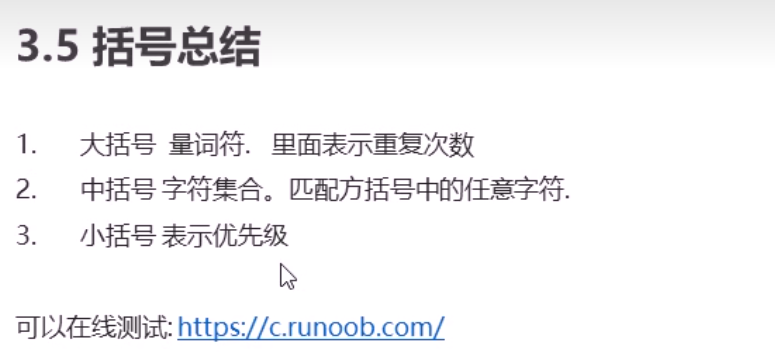 3.5 括号总结
1. 大括号 量词符. 里面表示重复次数
2. 中括号 字符集合。匹配方括号中的任意字符.
3. 小括号 表示优先级
可以在线测试: https://c.runoob.com/